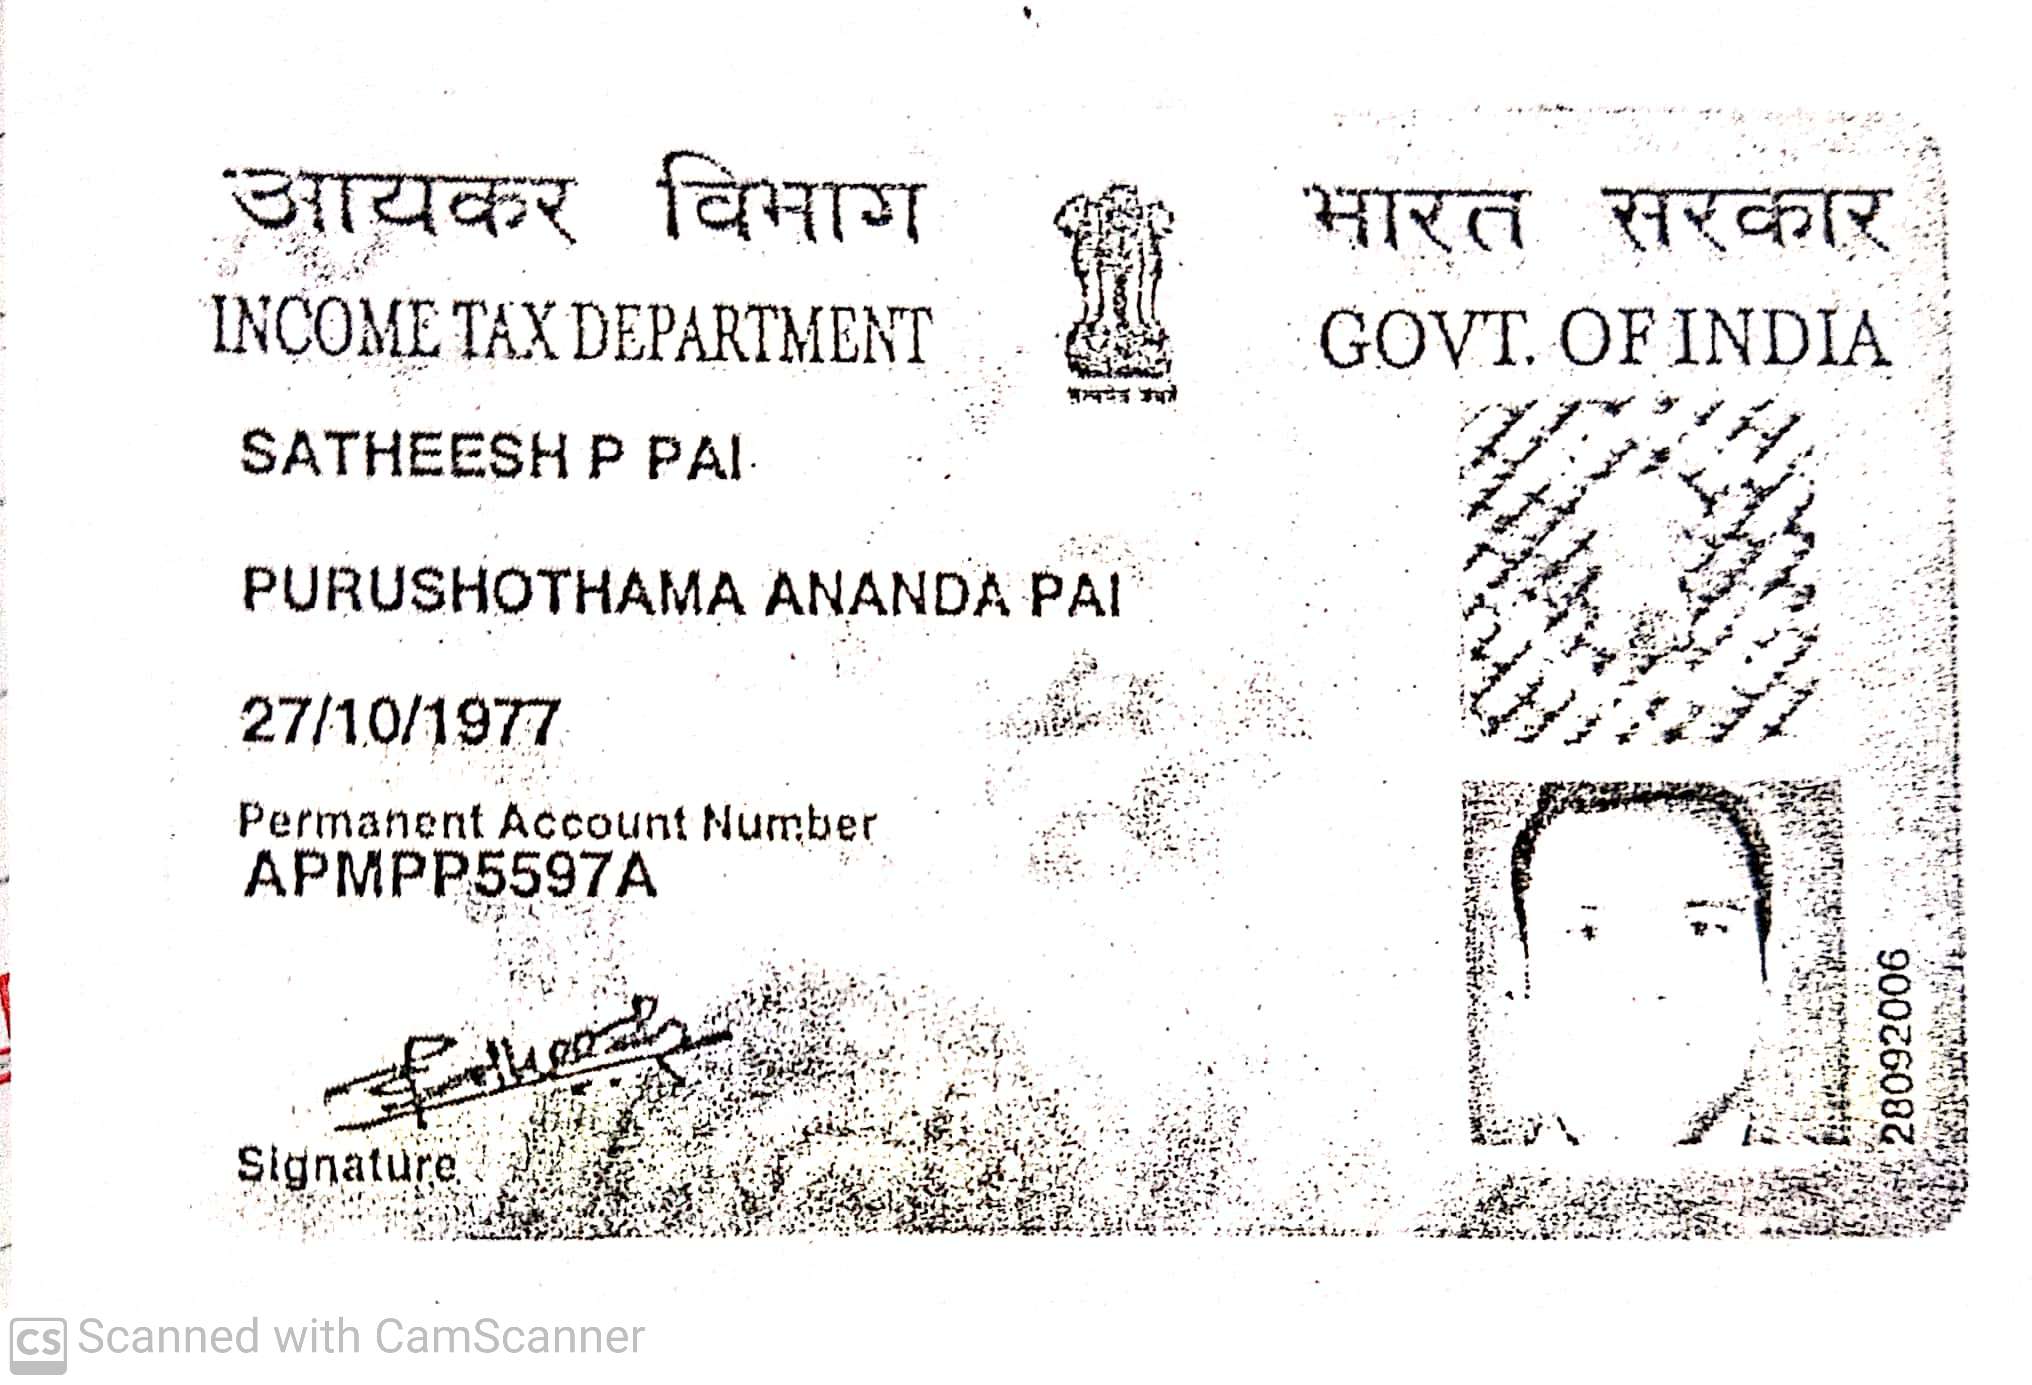 आयकर विभाग
INCOME TAX DEPARTMENT
भारत सरकार
GOVT. OF INDIA
सत्यमेव जयते
SATHEESH P PAI
PURUSHOTHAMA ANANDA PAI
27/10/1977
Permanent Account Number
APMPP5597A
Signature
28092006
CS Scanned with CamScanner